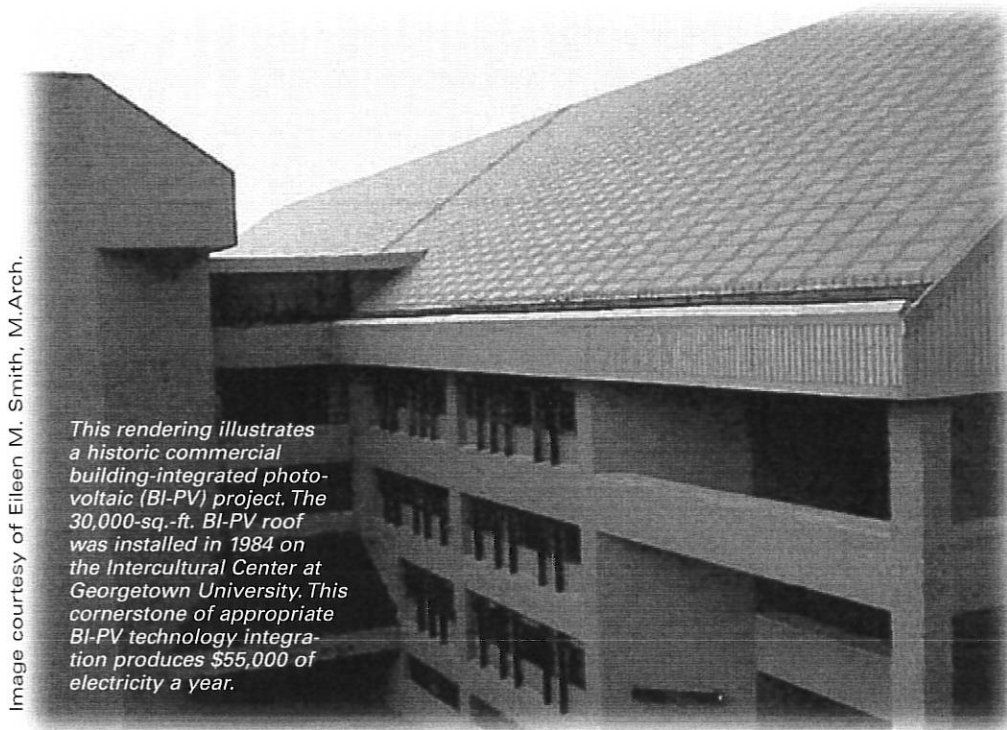 Image courtesy of Eileen M. Smith, M.Arch.
This rendering illustrates
a historic commercial
building-integrated photo-
voltaic (BI-PV) project. The
30,000-sq.-ft. BI-PV roof
was installed in 1984 on
the Intercultural Center at
Georgetown University. This
cornerstone of appropriate
BI-PV technology integra-
tion produces $55,000 of
electricity a year.